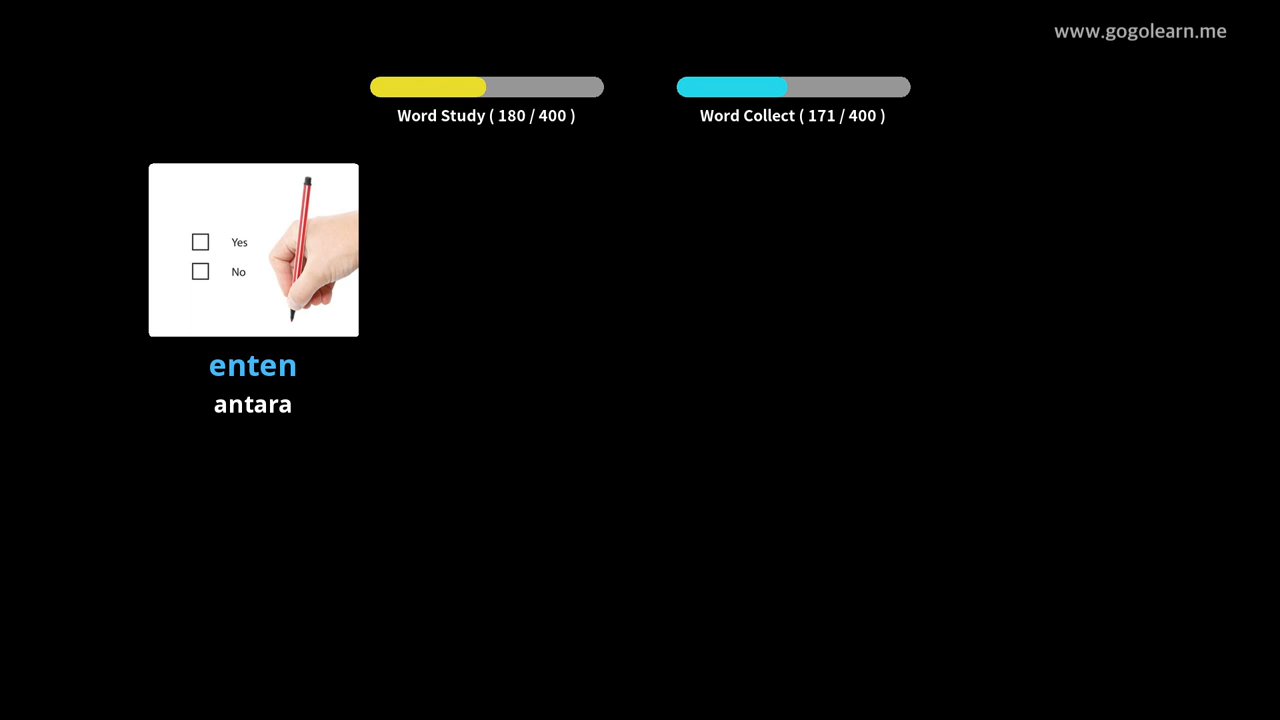 www.gogolearn.me
Word Study ( 180 / 400 )
Word Collect ( 171 / 400 )
Yes
No
enten
antara